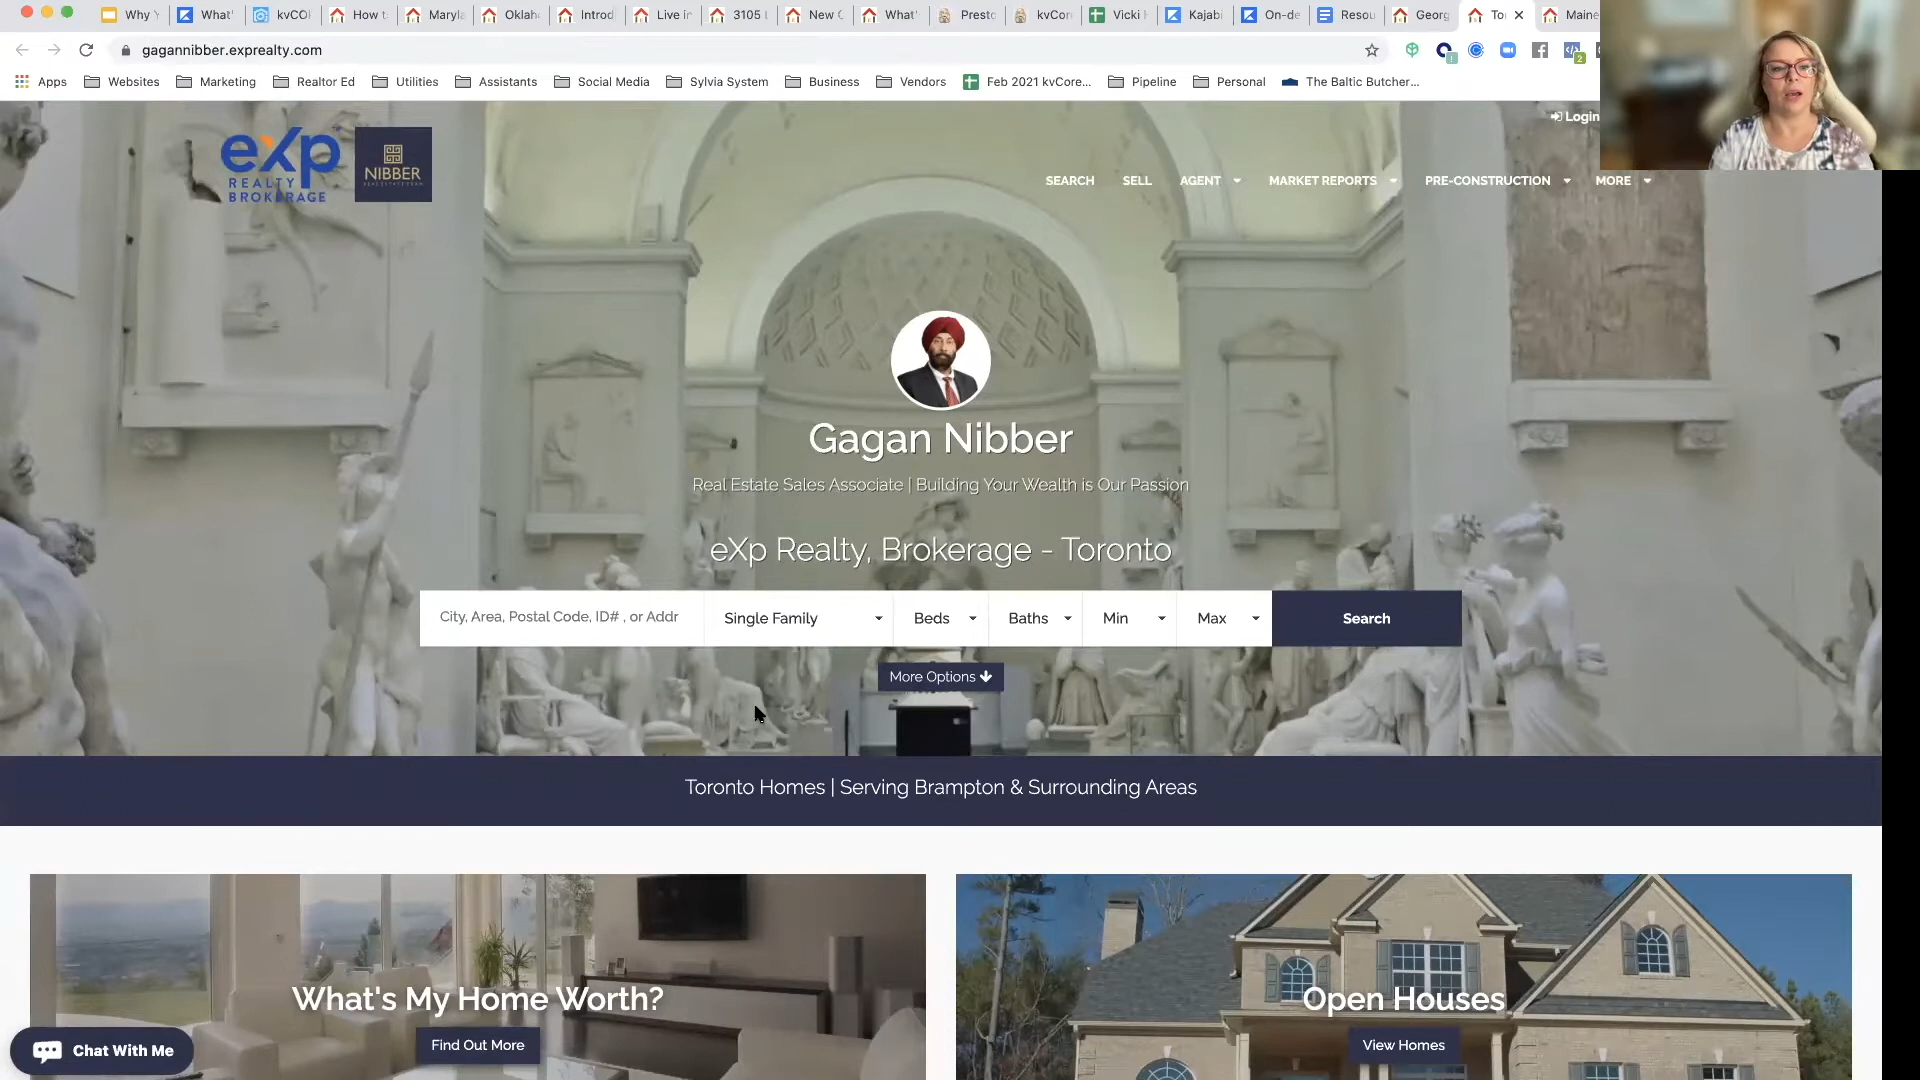 Why What' kvCO How t Maryla Oklah Introd Live in 3105 New C What' Presto kvCore Vicki Kajabi On-de Resou Georg To Maine
gagannibber.exprealty.com
Apps Websites Marketing Realtor Ed Utilities Assistants Social Media Sylvia System Business Vendors Feb 2021 kvCore... Pipeline Personal The Baltic Butcher...
Login
eXp
REALTY
BROKERAGE
NIBBER
SEARCH SELL AGENT MARKET REPORTS PRE-CONSTRUCTION MORE
Gagan Nibber
Real Estate Sales Associate | Building Your Wealth is Our Passion
eXp Realty, Brokerage - Toronto
City, Area, Postal Code, ID# , or Addr Single Family Beds Baths Min Max Search
More Options
Toronto Homes | Serving Brampton & Surrounding Areas
What's My Home Worth?
Find Out More
Open Houses
View Homes
Chat With Me